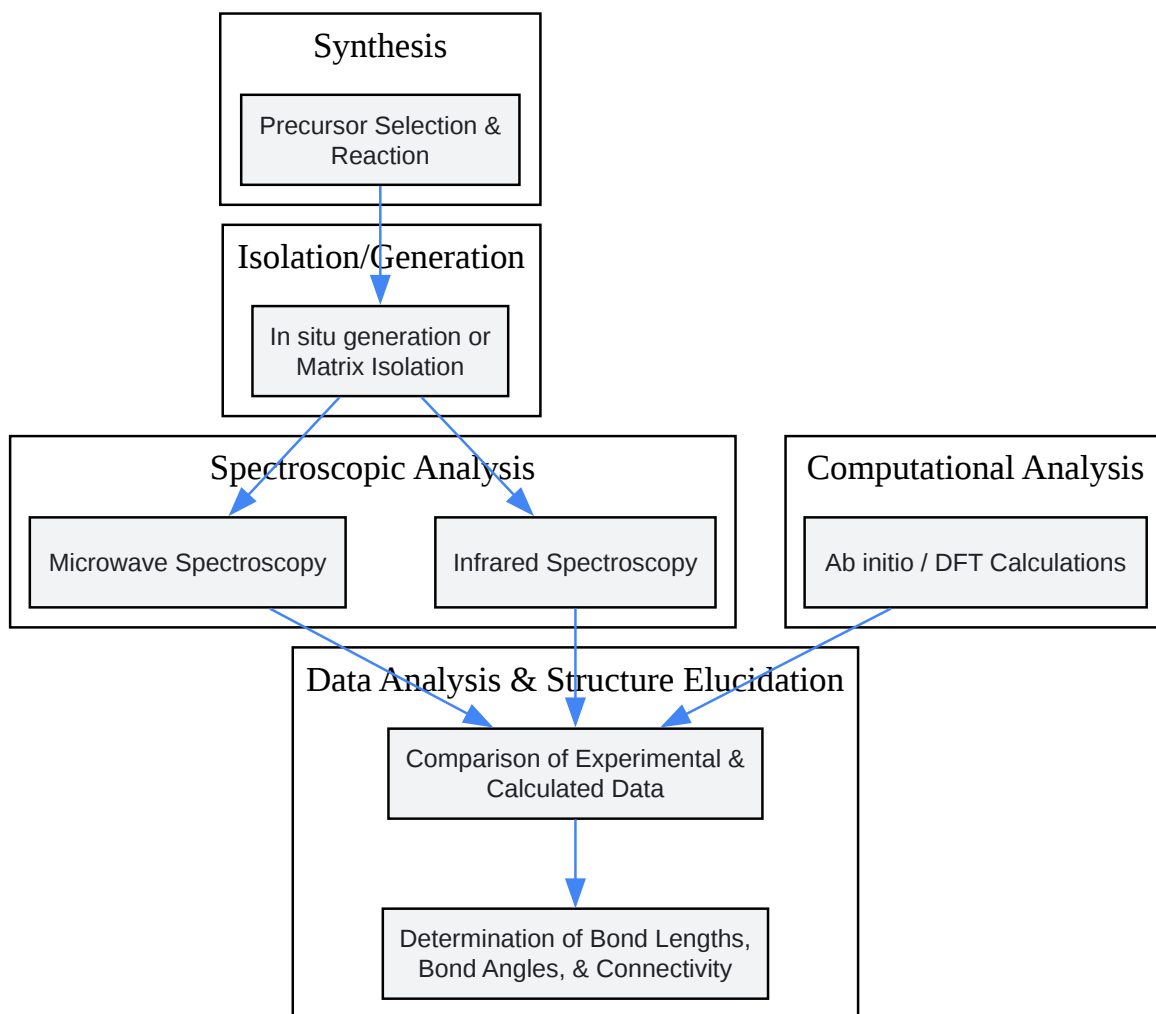 Synthesis
Precursor Selection &
Reaction
Isolation/Generation
In situ generation or
Matrix Isolation
Spectroscopic Analysis
Microwave Spectroscopy
Infrared Spectroscopy
Computational Analysis
Ab initio / DFT Calculations
Data Analysis & Structure Elucidation
Comparison of Experimental &
Calculated Data
Determination of Bond Lengths,
Bond Angles, & Connectivity